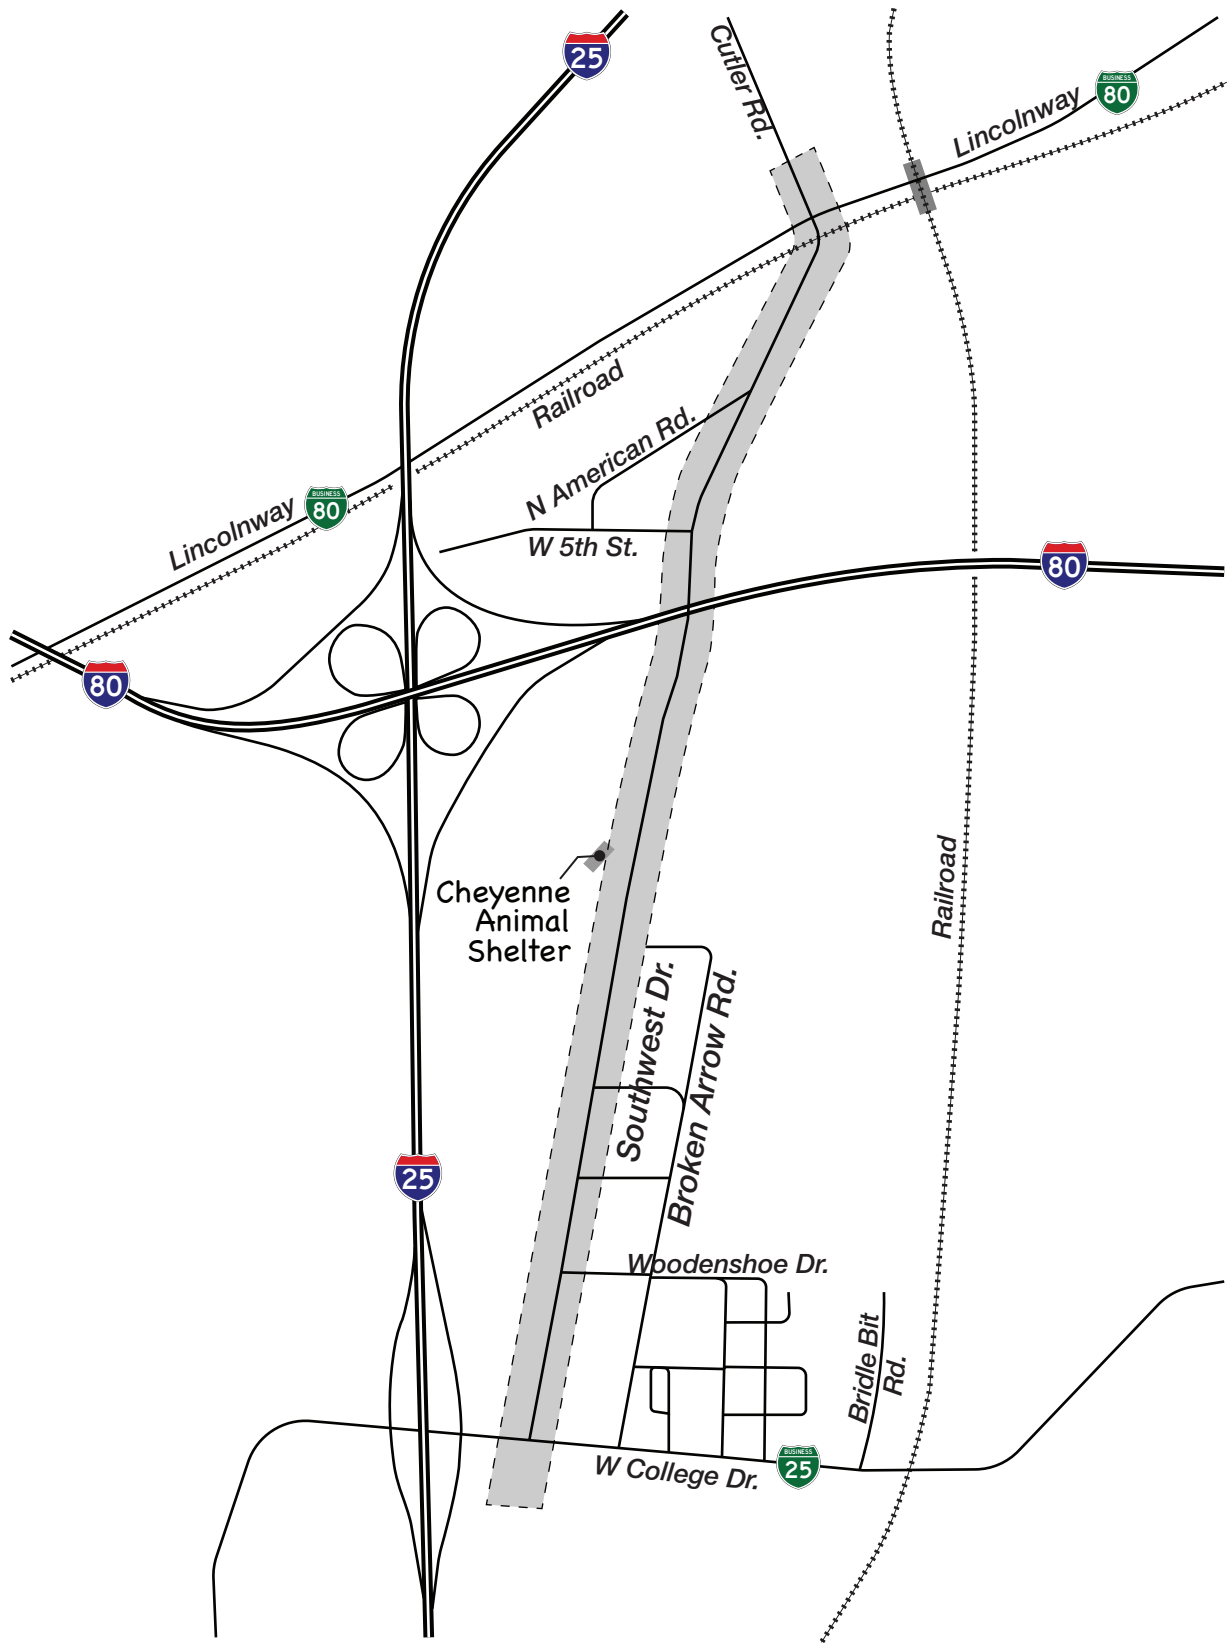 25
Cutler Rd.
BUSINESS
80
Lincolnway
Railroad
N American Rd.
BUSINESS
80
Lincolnway
W 5th St.
80
80
Railroad
Cheyenne
Animal
Shelter
Southwest Dr.
Broken Arrow Rd.
25
Woodenshoe Dr.
Bridle Bit
Rd.
W College Dr.
BUSINESS
25